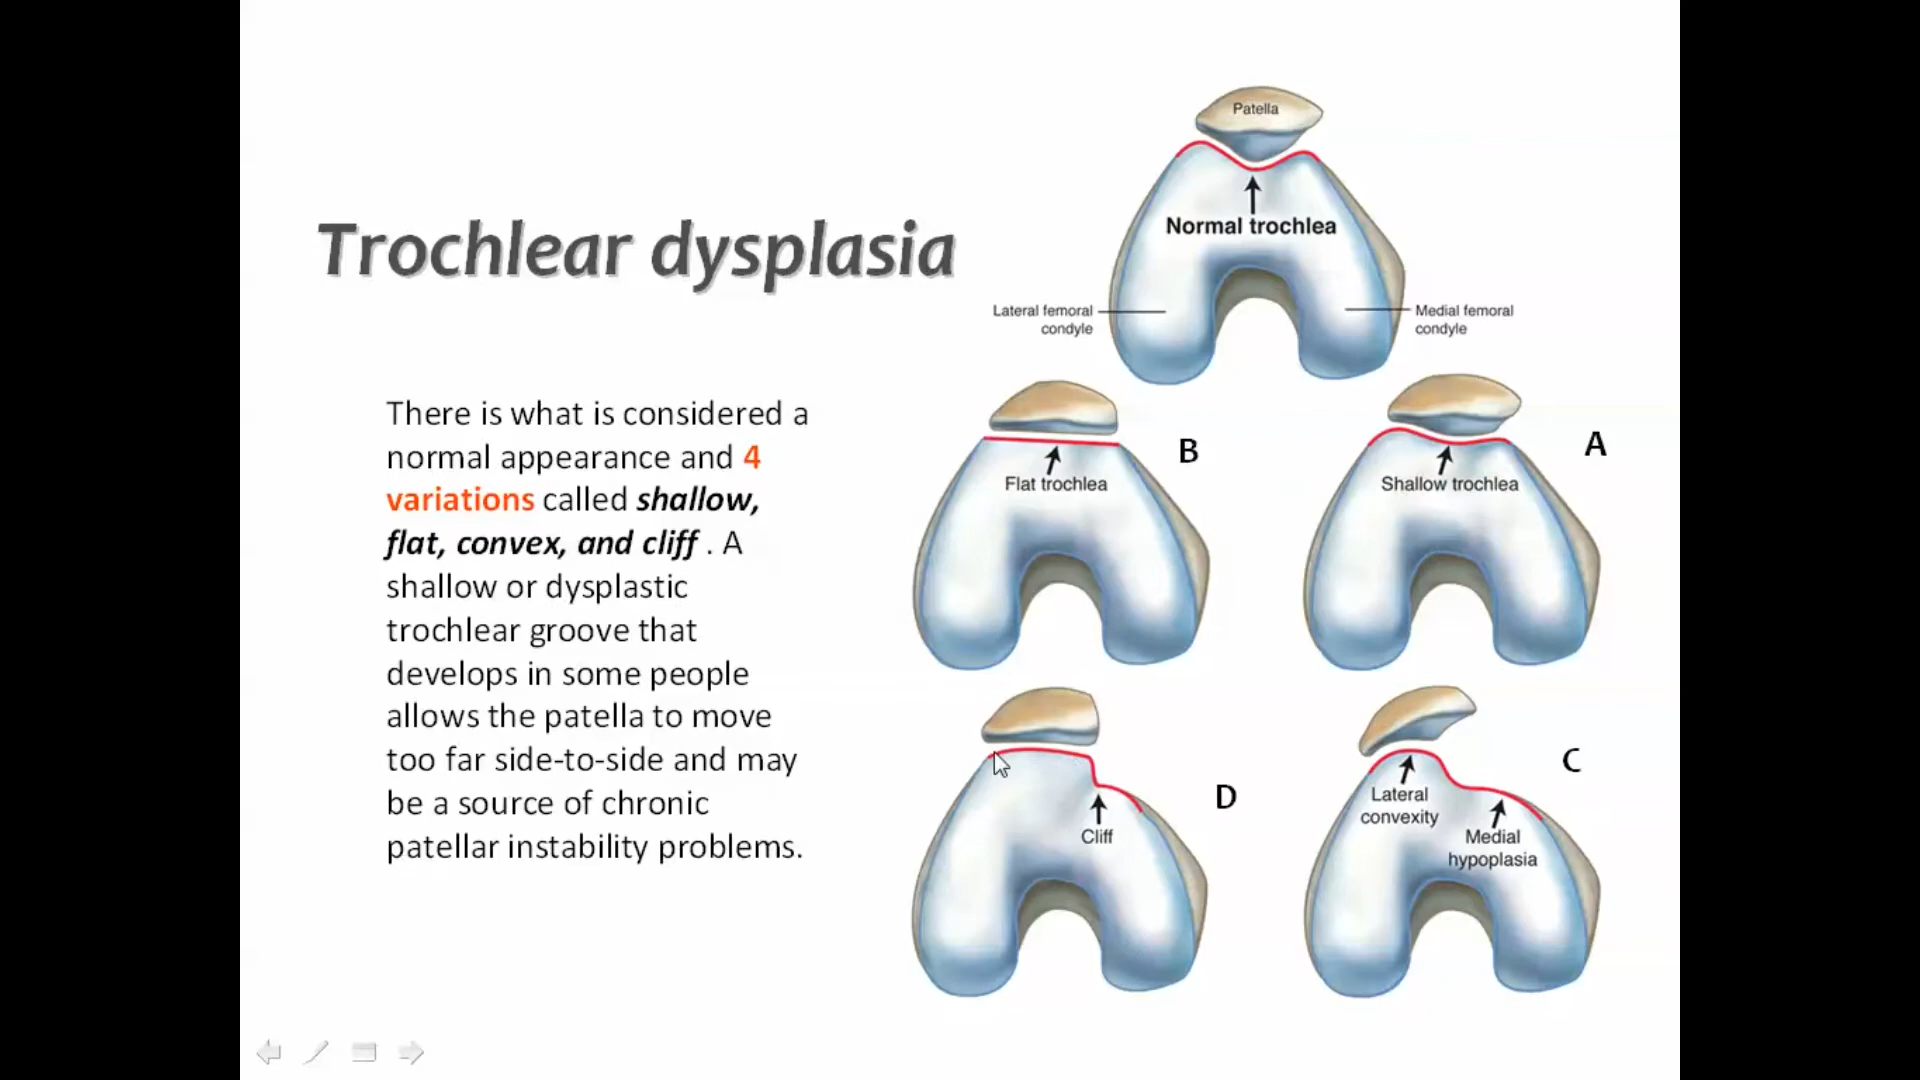 Trochlear dysplasia
There is what is considered a
normal appearance and 4
variations called shallow,
flat, convex, and cliff . A
shallow or dysplastic
trochlear groove that
develops in some people
allows the patella to move
too far side-to-side and may
be a source of chronic
patellar instability problems.
Patella
Normal trochlea
Lateral femoral
condyle
Medial femoral
condyle
B
Flat trochlea
A
Shallow trochlea
D
Cliff
C
Lateral
convexity
Medial
hypoplasia